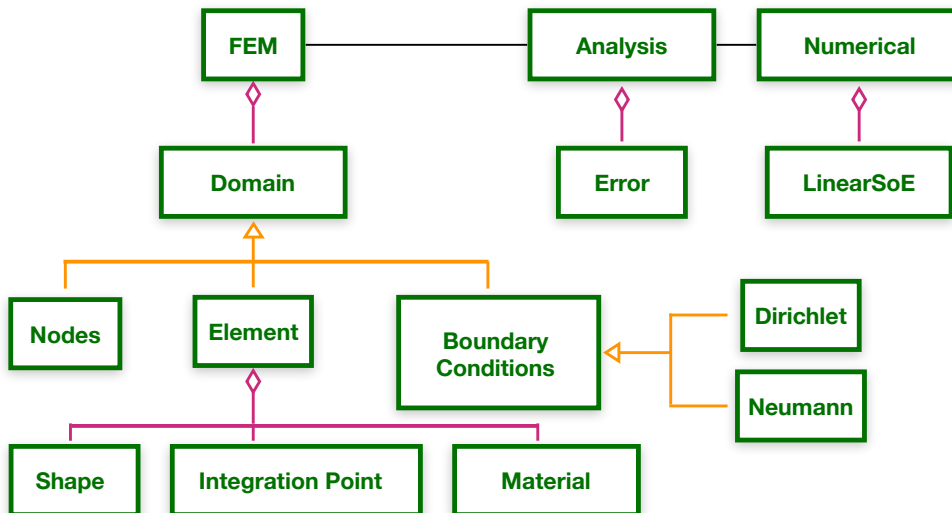 FEM
Analysis
Numerical
Domain
Error
LinearSoE
Nodes
Element
Boundary
Conditions
Dirichlet
Neumann
Shape
Integration Point
Material